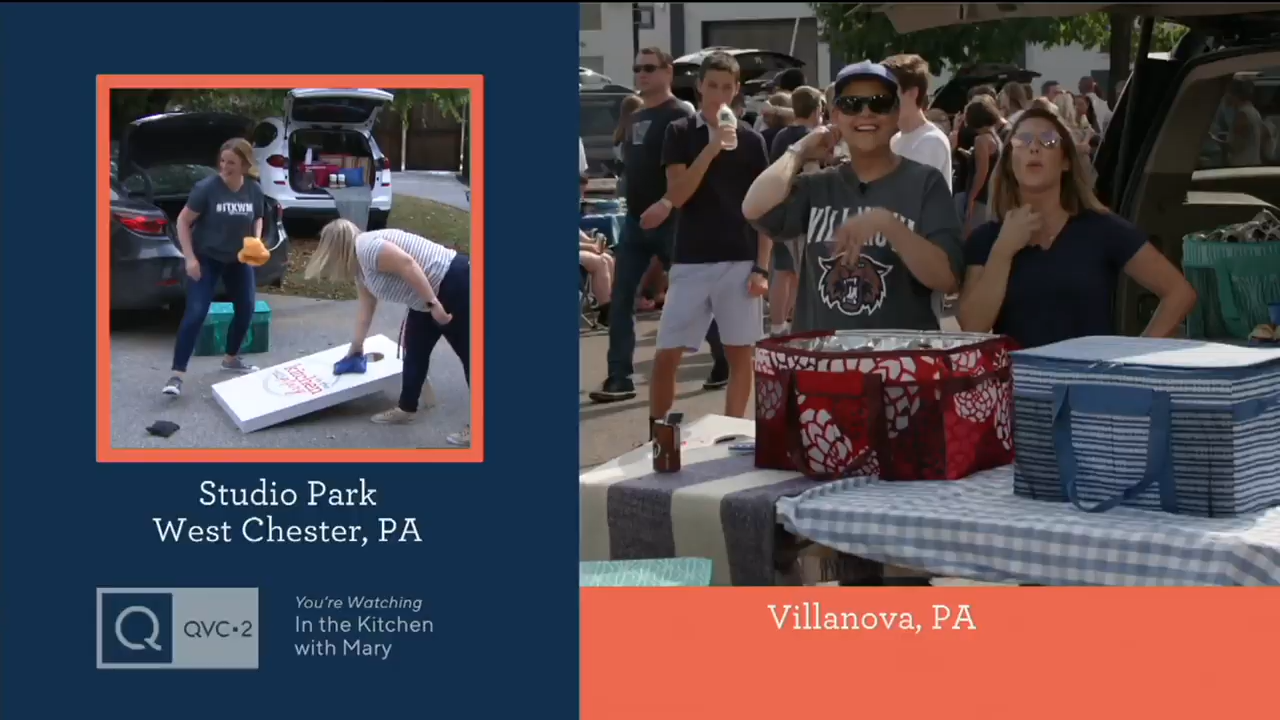 #ITKWM
kitchen
Studio Park
West Chester, PA
Q QVC•2
You're Watching
In the Kitchen
with Mary
VILLANOVA
Villanova, PA